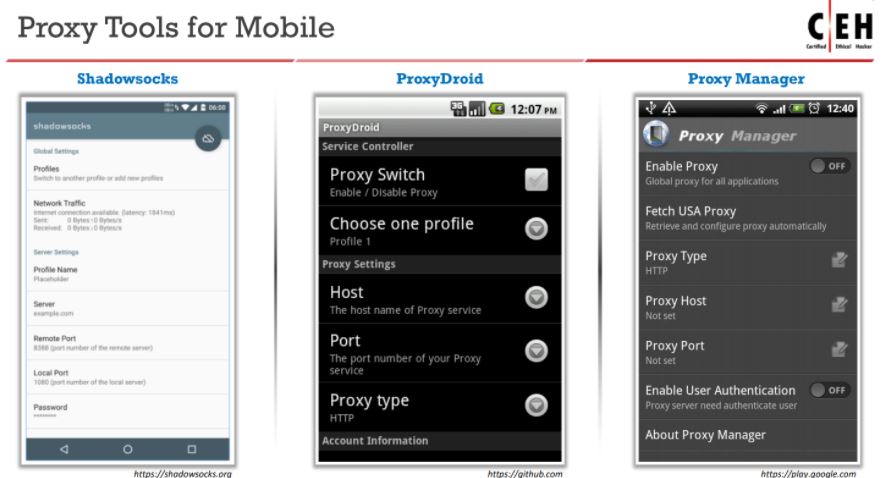 Proxy Tools for Mobile
CEH
Certified Ethical Hacker
Shadowsocks
06:00
shadowsocks
Global Settings
Profiles
Switch to another profile or add new profiles
Network Traffic
Internet connection available. (latency: 1841ms)
Sent: 0 Bytes↑0 Bytes/s
Received: 0 Bytes↓0 Bytes/s
Server Settings
Profile Name
Placeholder
Server
example.com
Remote Port
8388 (port number of the remote server)
Local Port
1080 (port number of the local server)
Password
********
https://shadowsocks.org
ProxyDroid
3G
12:07 PM
ProxyDroid
Service Controller
Proxy Switch
Enable / Disable Proxy
Choose one profile
Profile 1
Proxy Settings
Host
The host name of Proxy service
Port
The port number of your Proxy
service
Proxy type
HTTP
Account Information
https://github.com
Proxy Manager
12:40
Proxy Manager
Enable Proxy
OFF
Global proxy for all applications
Fetch USA Proxy
Retrieve and configure proxy automatically
Proxy Type
HTTP
Proxy Host
Not set
Proxy Port
Not set
Enable User Authentication
OFF
Proxy server need authenticate user
About Proxy Manager
https://play.google.com